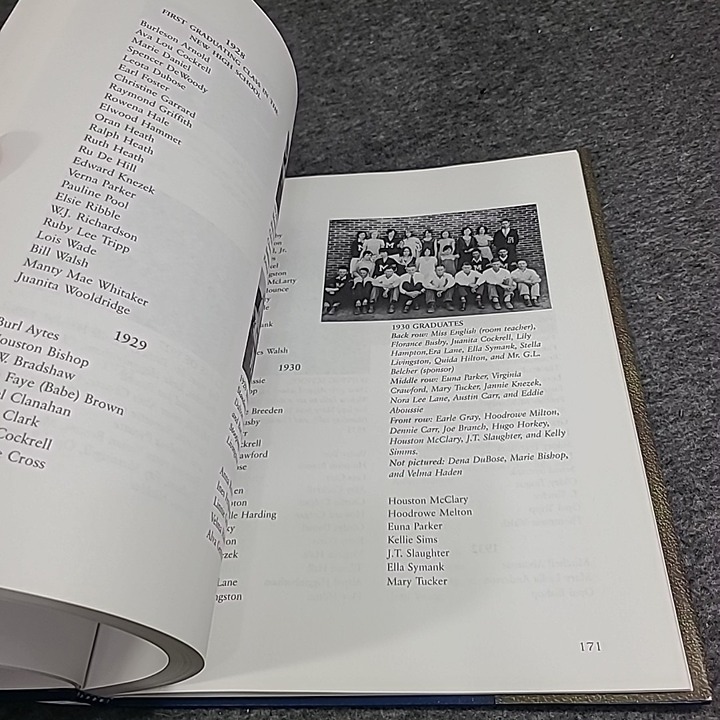 1928
FIRST GRADUATING CLASS IN THE
NEW HIGH SCHOOL
Burleson Arnold
Ava Lou Cockrell
Marie Daniel
Spencer DeWoody
Leota Dubose
Earl Foster
Christine Garrard
Raymond Griffith
Rowena Hale
Elwood Hammet
Oran Heath
Ralph Heath
Ruth Heath
Ru De Hill
Edward Knezek
Verna Parker
Pauline Pool
Elsie Ribble
W.J. Richardson
Ruby Lee Tripp
Lois Wade
Bill Walsh
Manty Mae Whitaker
Juanita Wooldridge
1929
Burl Aytes
Houston Bishop
Bradshaw
Faye (Babe) Brown
Clanahan
Clark
Cockrell
Cross
Jr.
McLarty
Walsh
1930
Breeden
Harding
Lane
1930 GRADUATES
Back row: Miss English (room teacher),
Florance Busby, Juanita Cockrell, Lily
Hampton,Era Lane, Ella Symank, Stella
Livingston, Quida Hilton, and Mr. G.L.
Belcher (sponsor)
Middle row: Euna Parker, Virginia
Crawford, Mary Tucker, Jannie Knezek,
Nora Lee Lane, Austin Carr, and Eddie
Aboussie
Front row: Earle Gray, Hoodrowe Milton,
Dennie Carr, Joe Branch, Hugo Horkey,
Houston McClary, J.T. Slaughter, and Kelly
Simms.
Not pictured: Dena DuBose, Marie Bishop,
and Velma Haden
Houston McClary
Hoodrowe Melton
Euna Parker
Kellie Sims
J.T. Slaughter
Ella Symank
Mary Tucker
171